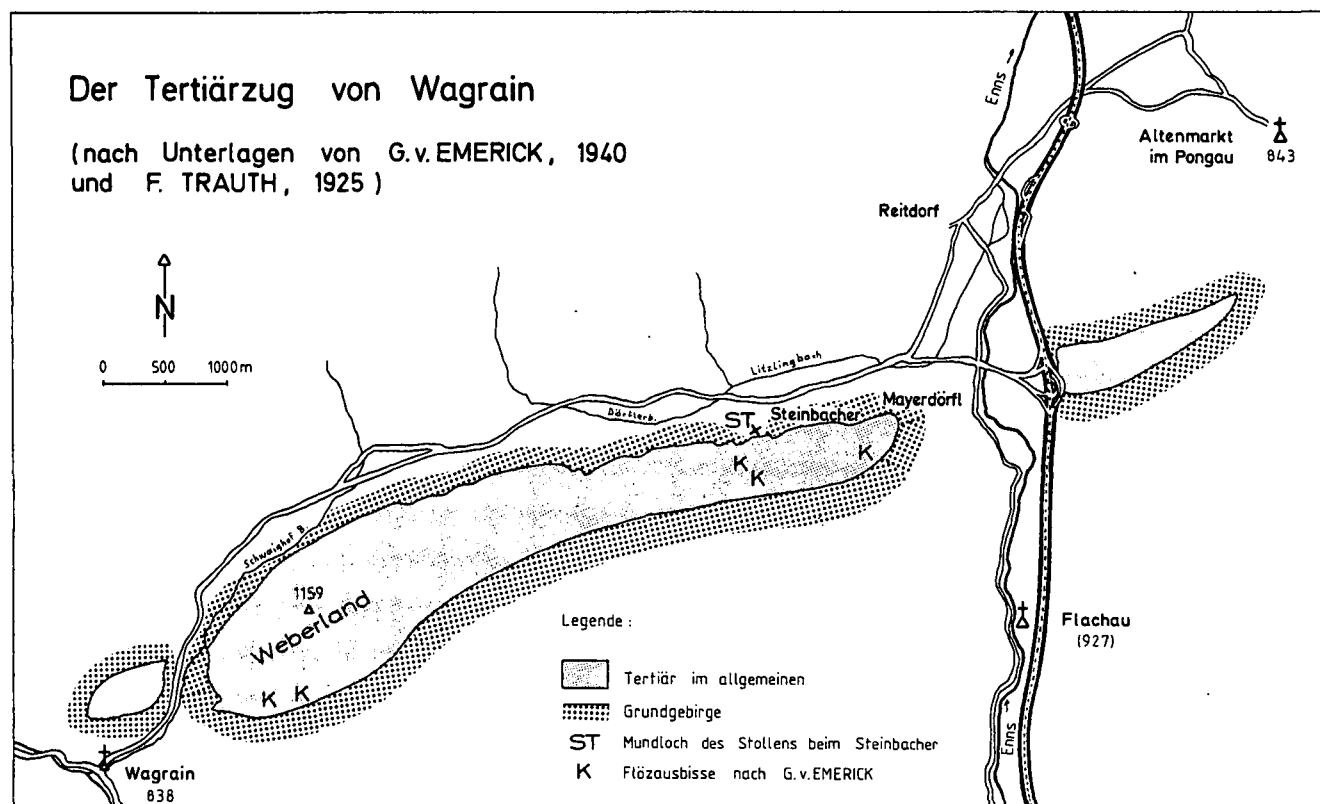 Der Tertiärzug von Wagrain
(nach Unterlagen von G.v.EMERICK, 1940
und F. TRAUTH, 1925)
N
0 500 1000m
Enns →
Altenmarkt
im Pongau
843
Reitdorf
Litzlingbach
Dörtlerb.
Mayerdörfl
ST
Steinbacher
K
K
K
Schwaighof B.
1159
Weberland
K K
Flachau
(927)
Enns →
Wagrain
838
Legende :
Tertiär im allgemeinen
Grundgebirge
ST Mundloch des Stollens beim Steinbacher
K Flözausbisse nach G.v.EMERICK